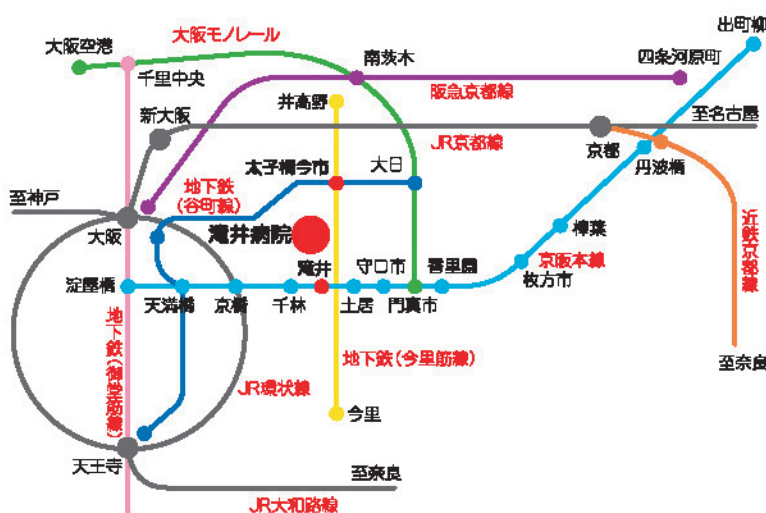 出町柳
大阪モノレール
大阪空港
南茨木
四条河原町
千里中央
阪急京都線
井高野
新大阪
至名古屋
JR京都線
京都
丹波橋
太子橋今市
大日
地下鉄
(谷町線)
至神戸
大阪
滝井病院
樟葉
近鉄京都線
京阪本線
滝井
守口市
香里園
枚方市
淀屋橋
天満橋
京橋
千林
土居
門真市
地下鉄(御堂筋線)
地下鉄(今里筋線)
至奈良
JR環状線
今里
天王寺
至奈良
JR大和路線